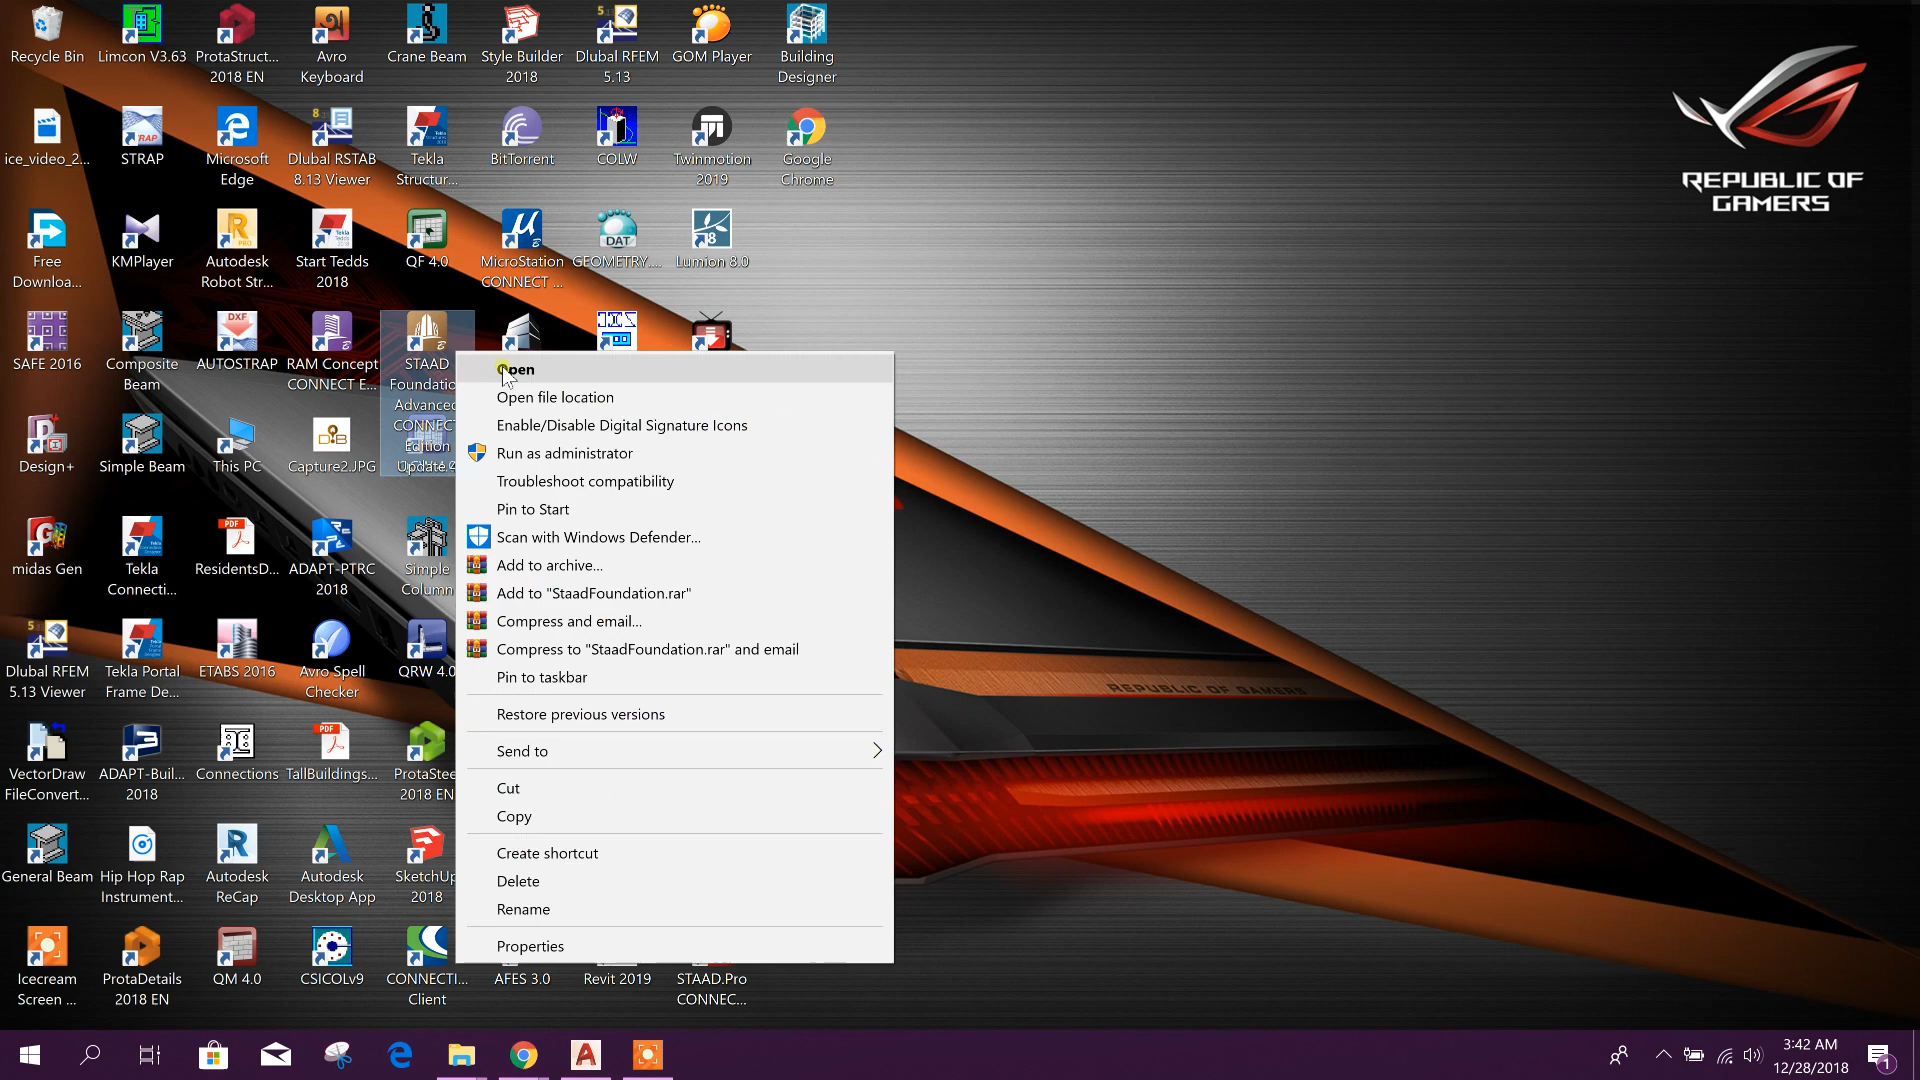 Recycle Bin
Limcon V3.63
ProtaStruct...
2018 EN
Avro
Keyboard
Crane Beam
Style Builder
2018
Dlubal RFEM
5.13
GOM Player
Building
Designer
REPUBLIC OF
GAMERS
ice_video_2...
STRAP
Microsoft
Edge
Dlubal RSTAB
8.13 Viewer
Tekla
Structur...
BitTorrent
COLW
Twinmotion
2019
Google
Chrome
Free
Downloa...
KMPlayer
Autodesk
Robot Str...
Start Tedds
2018
QF 4.0
MicroStation
CONNECT ...
GEOMETRY....
Lumion 8.0
SAFE 2016
Composite
Beam
AUTOSTRAP
RAM Concept
CONNECT E...
STAAD
Foundation
Advanced
CONNECT
Edition
Update 4
Design+
Simple Beam
This PC
Capture2.JPG
midas Gen
Tekla
Connecti...
ResidentsD...
ADAPT-PTRC
2018
Simple
Column
Dlubal RFEM
5.13 Viewer
Tekla Portal
Frame De...
ETABS 2016
Avro Spell
Checker
QRW 4.0
VectorDraw
FileConvert...
ADAPT-Buil...
2018
Connections
TallBuildings...
ProtaSteel
2018 EN
General Beam
Hip Hop Rap
Instrument...
Autodesk
ReCap
Autodesk
Desktop App
SketchUp
2018
Icecream
Screen ...
ProtaDetails
2018 EN
QM 4.0
CSICOLv9
CONNECTI...
Client
AFES 3.0
Revit 2019
STAAD.Pro
CONNEC...
Open
Open file location
Enable/Disable Digital Signature Icons
Run as administrator
Troubleshoot compatibility
Pin to Start
Scan with Windows Defender...
Add to archive...
Add to "StaadFoundation.rar"
Compress and email...
Compress to "StaadFoundation.rar" and email
Pin to taskbar
Restore previous versions
Send to
Cut
Copy
Create shortcut
Delete
Rename
Properties
REPUBLIC OF GAMERS
3:42 AM
12/28/2018
1